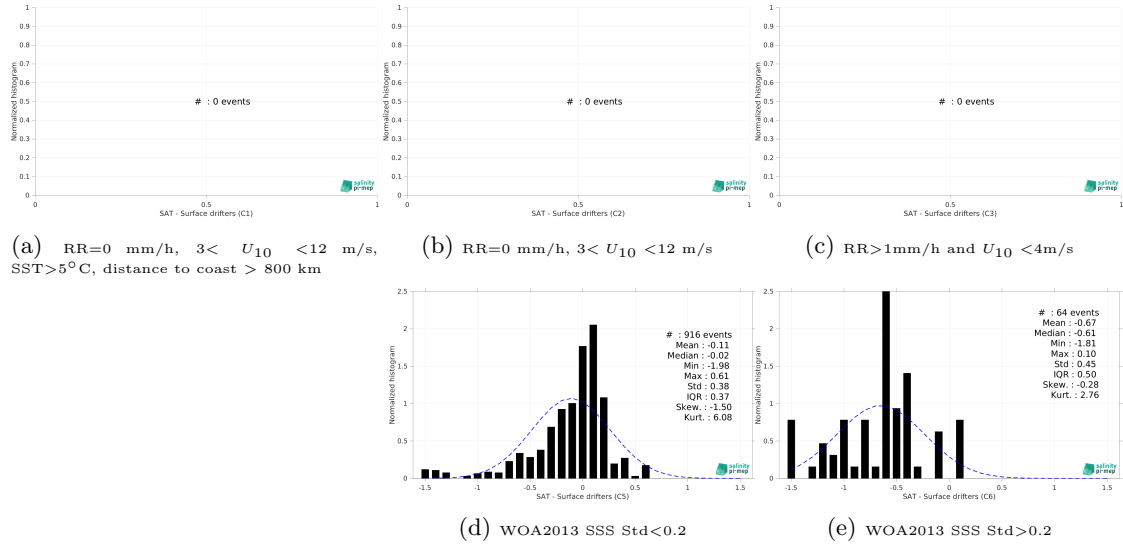 1
0.9
0.8
0.7
0.6
0.5
0.4
0.3
0.2
0.1
0
Normalized histogram
# : 0 events
salinity
pi-mep
0 0.5 1
SAT - Surface drifters (C1)
1
0.9
0.8
0.7
0.6
0.5
0.4
0.3
0.2
0.1
0
Normalized histogram
# : 0 events
salinity
pi-mep
0 0.5 1
SAT - Surface drifters (C2)
1
0.9
0.8
0.7
0.6
0.5
0.4
0.3
0.2
0.1
0
Normalized histogram
# : 0 events
salinity
pi-mep
0 0.5 1
SAT - Surface drifters (C3)
(a) RR=0 mm/h, 3< U10 <12 m/s,
SST>5°C, distance to coast > 800 km
(b) RR=0 mm/h, 3< U10 <12 m/s
(c) RR>1mm/h and U10 <4m/s
2.5
2
1.5
1
0.5
0
Normalized histogram
# : 916 events
Mean : -0.11
Median : -0.02
Min : -1.98
Max : 0.61
Std : 0.38
IQR : 0.37
Skew. : -1.50
Kurt. : 6.08
salinity
pi-mep
-1.5 -1 -0.5 0 0.5 1 1.5
SAT - Surface drifters (C5)
2.5
2
1.5
1
0.5
0
Normalized histogram
# : 64 events
Mean : -0.67
Median : -0.61
Min : -1.81
Max : 0.10
Std : 0.45
IQR : 0.50
Skew. : -0.28
Kurt. : 2.76
salinity
pi-mep
-1.5 -1 -0.5 0 0.5 1 1.5
SAT - Surface drifters (C6)
(d) WOA2013 SSS Std<0.2
(e) WOA2013 SSS Std>0.2